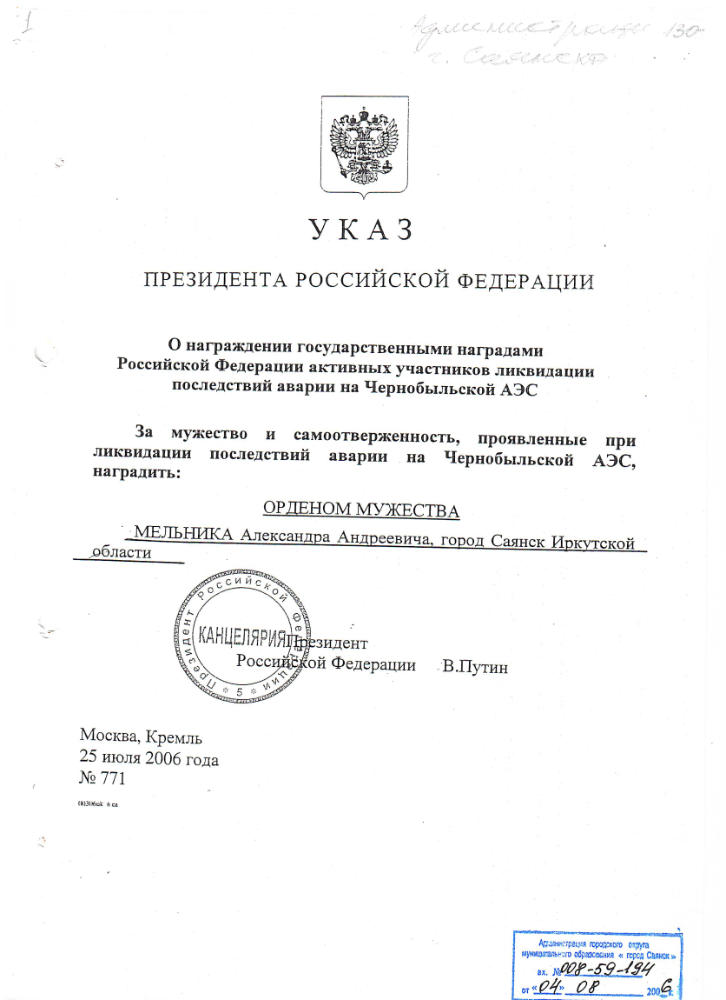 1
Администрации 130
г. Саянска
УКАЗ
ПРЕЗИДЕНТА РОССИЙСКОЙ ФЕДЕРАЦИИ
О награждении государственными наградами
Российской Федерации активных участников ликвидации
последствий аварии на Чернобыльской АЭС
За мужество и самоотверженность, проявленные при
ликвидации последствий аварии на Чернобыльской АЭС,
наградить:
ОРДЕНОМ МУЖЕСТВА
МЕЛЬНИКА Александра Андреевича, город Саянск Иркутской
области
Президент Российской Федерации * 5 *
КАНЦЕЛЯРИЯ
Президент
Российской Федерации В.Путин
Москва, Кремль
25 июля 2006 года
№ 771
Администрация городского округа
муниципального образования « город Саянск »
вх. № 008-59-194
от «04» 08 2006 г.